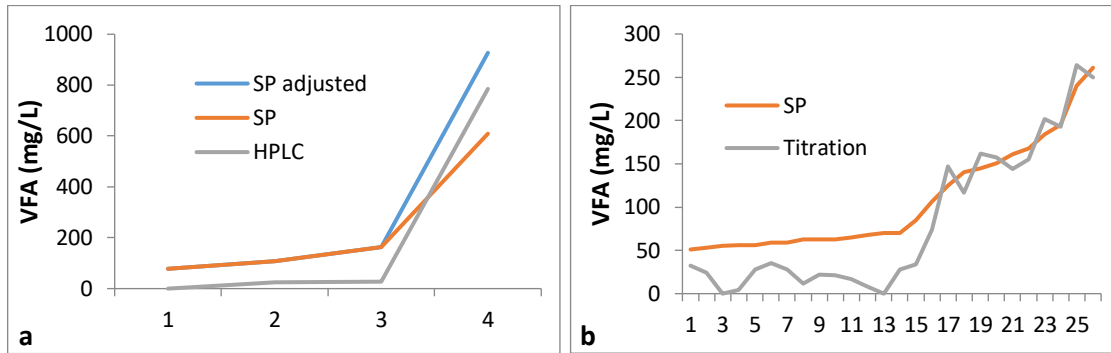 VFA (mg/L)
1000
800
600
400
200
0
SP adjusted
SP
HPLC
1 2 3 4
a
VFA (mg/L)
300
250
200
150
100
50
0
SP
Titration
1 3 5 7 9 11 13 15 17 19 21 23 25
b